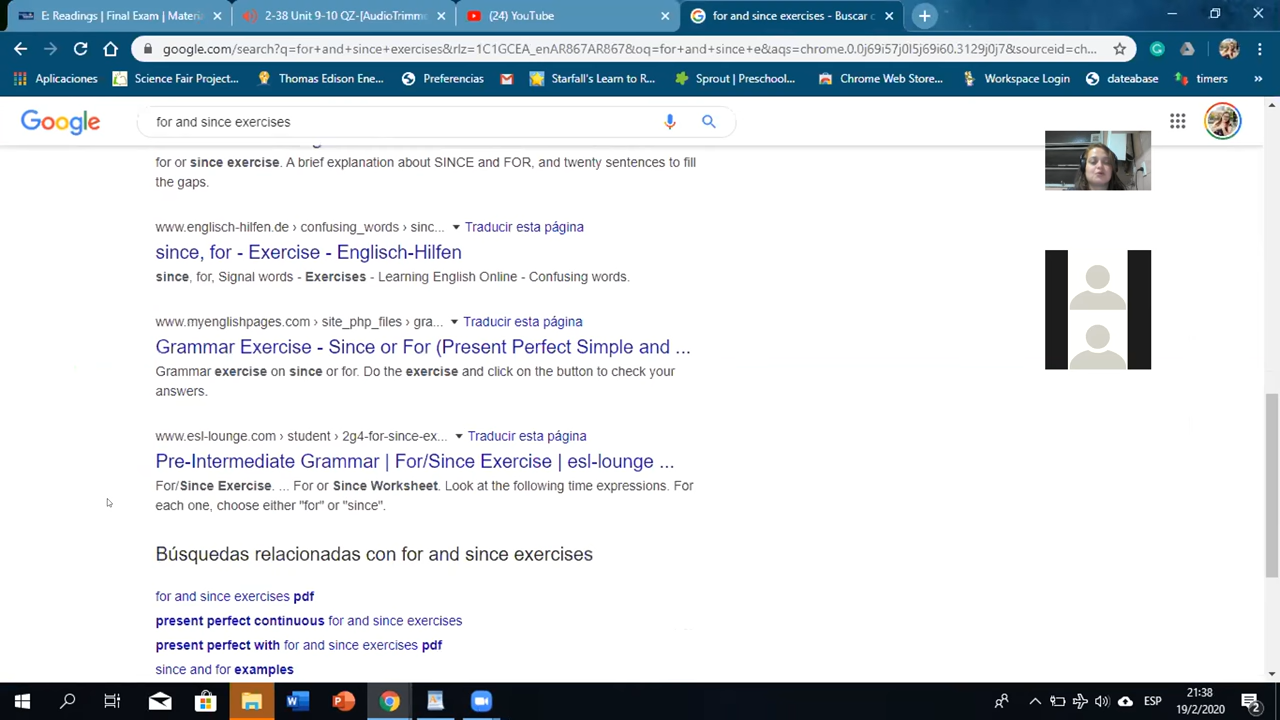 E: Readings | Final Exam | Materia
2-38 Unit 9-10 QZ-[AudioTrimme
(24) YouTube
for and since exercises - Buscar c
google.com/search?q=for+and+since+exercises&rlz=1C1GCEA_enAR867AR867&oq=for+and+since+e&aqs=chrome.0.0j69i57j0l5j69i60.3129j0j7&sourceid=ch...
Aplicaciones
Science Fair Project...
Thomas Edison Ene...
Preferencias
Starfall's Learn to R...
Sprout | Preschool...
Chrome Web Store...
Workspace Login
dateabase
timers
Google
for and since exercises
for or since exercise. A brief explanation about SINCE and FOR, and twenty sentences to fill
the gaps.
www.englisch-hilfen.de › confusing_words › sinc... Traducir esta página
since, for - Exercise - Englisch-Hilfen
since, for, Signal words - Exercises - Learning English Online - Confusing words.
www.myenglishpages.com › site_php_files › gra... Traducir esta página
Grammar Exercise - Since or For (Present Perfect Simple and ...
Grammar exercise on since or for. Do the exercise and click on the button to check your
answers.
www.esl-lounge.com › student › 2g4-for-since-ex... Traducir esta página
Pre-Intermediate Grammar | For/Since Exercise | esl-lounge ...
For/Since Exercise. ... For or Since Worksheet. Look at the following time expressions. For
each one, choose either "for" or "since".
Búsquedas relacionadas con for and since exercises
for and since exercises pdf
present perfect continuous for and since exercises
present perfect with for and since exercises pdf
since and for examples
ESP
21:38
19/2/2020
2